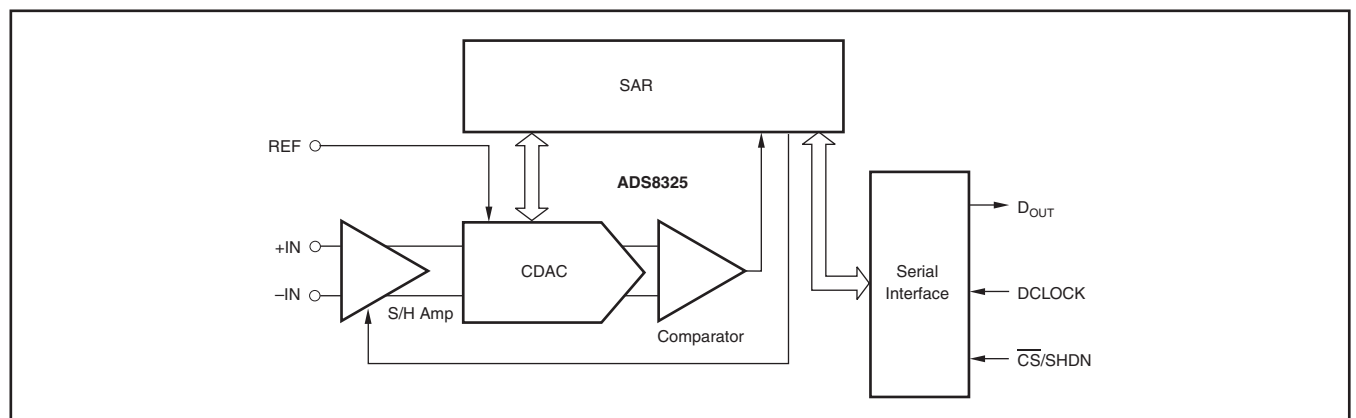 SAR
REF
ADS8325
+IN
–IN
S/H Amp
CDAC
Comparator
Serial
Interface
DOUT
DCLOCK
CS/SHDN